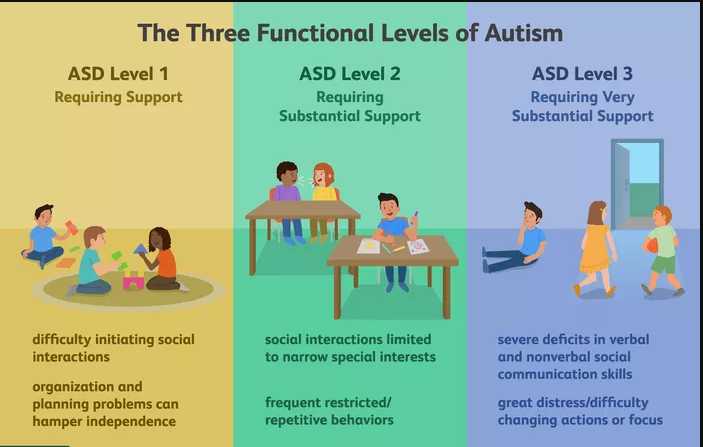 The Three Functional Levels of Autism
ASD Level 1
Requiring Support
difficulty initiating social
interactions
organization and
planning problems can
hamper independence
ASD Level 2
Requiring
Substantial Support
social interactions limited
to narrow special interests
frequent restricted/
repetitive behaviors
ASD Level 3
Requiring Very
Substantial Support
severe deficits in verbal
and nonverbal social
communication skills
great distress/difficulty
changing actions or focus